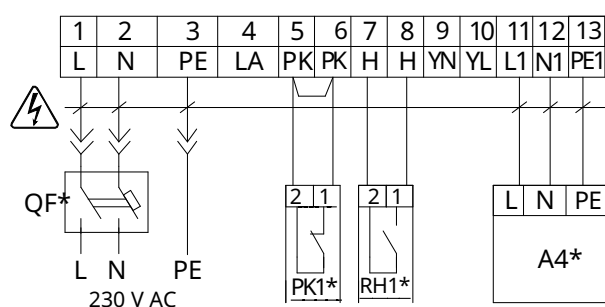 1 2 3 4 5 6 7 8 9 10 11 12 13
L N PE LA PK PK H H YN YL L1 N1 PE1
QF*
2 1
2 1
L N PE
PK1*
RH1*
A4*
L N PE
230 V AC